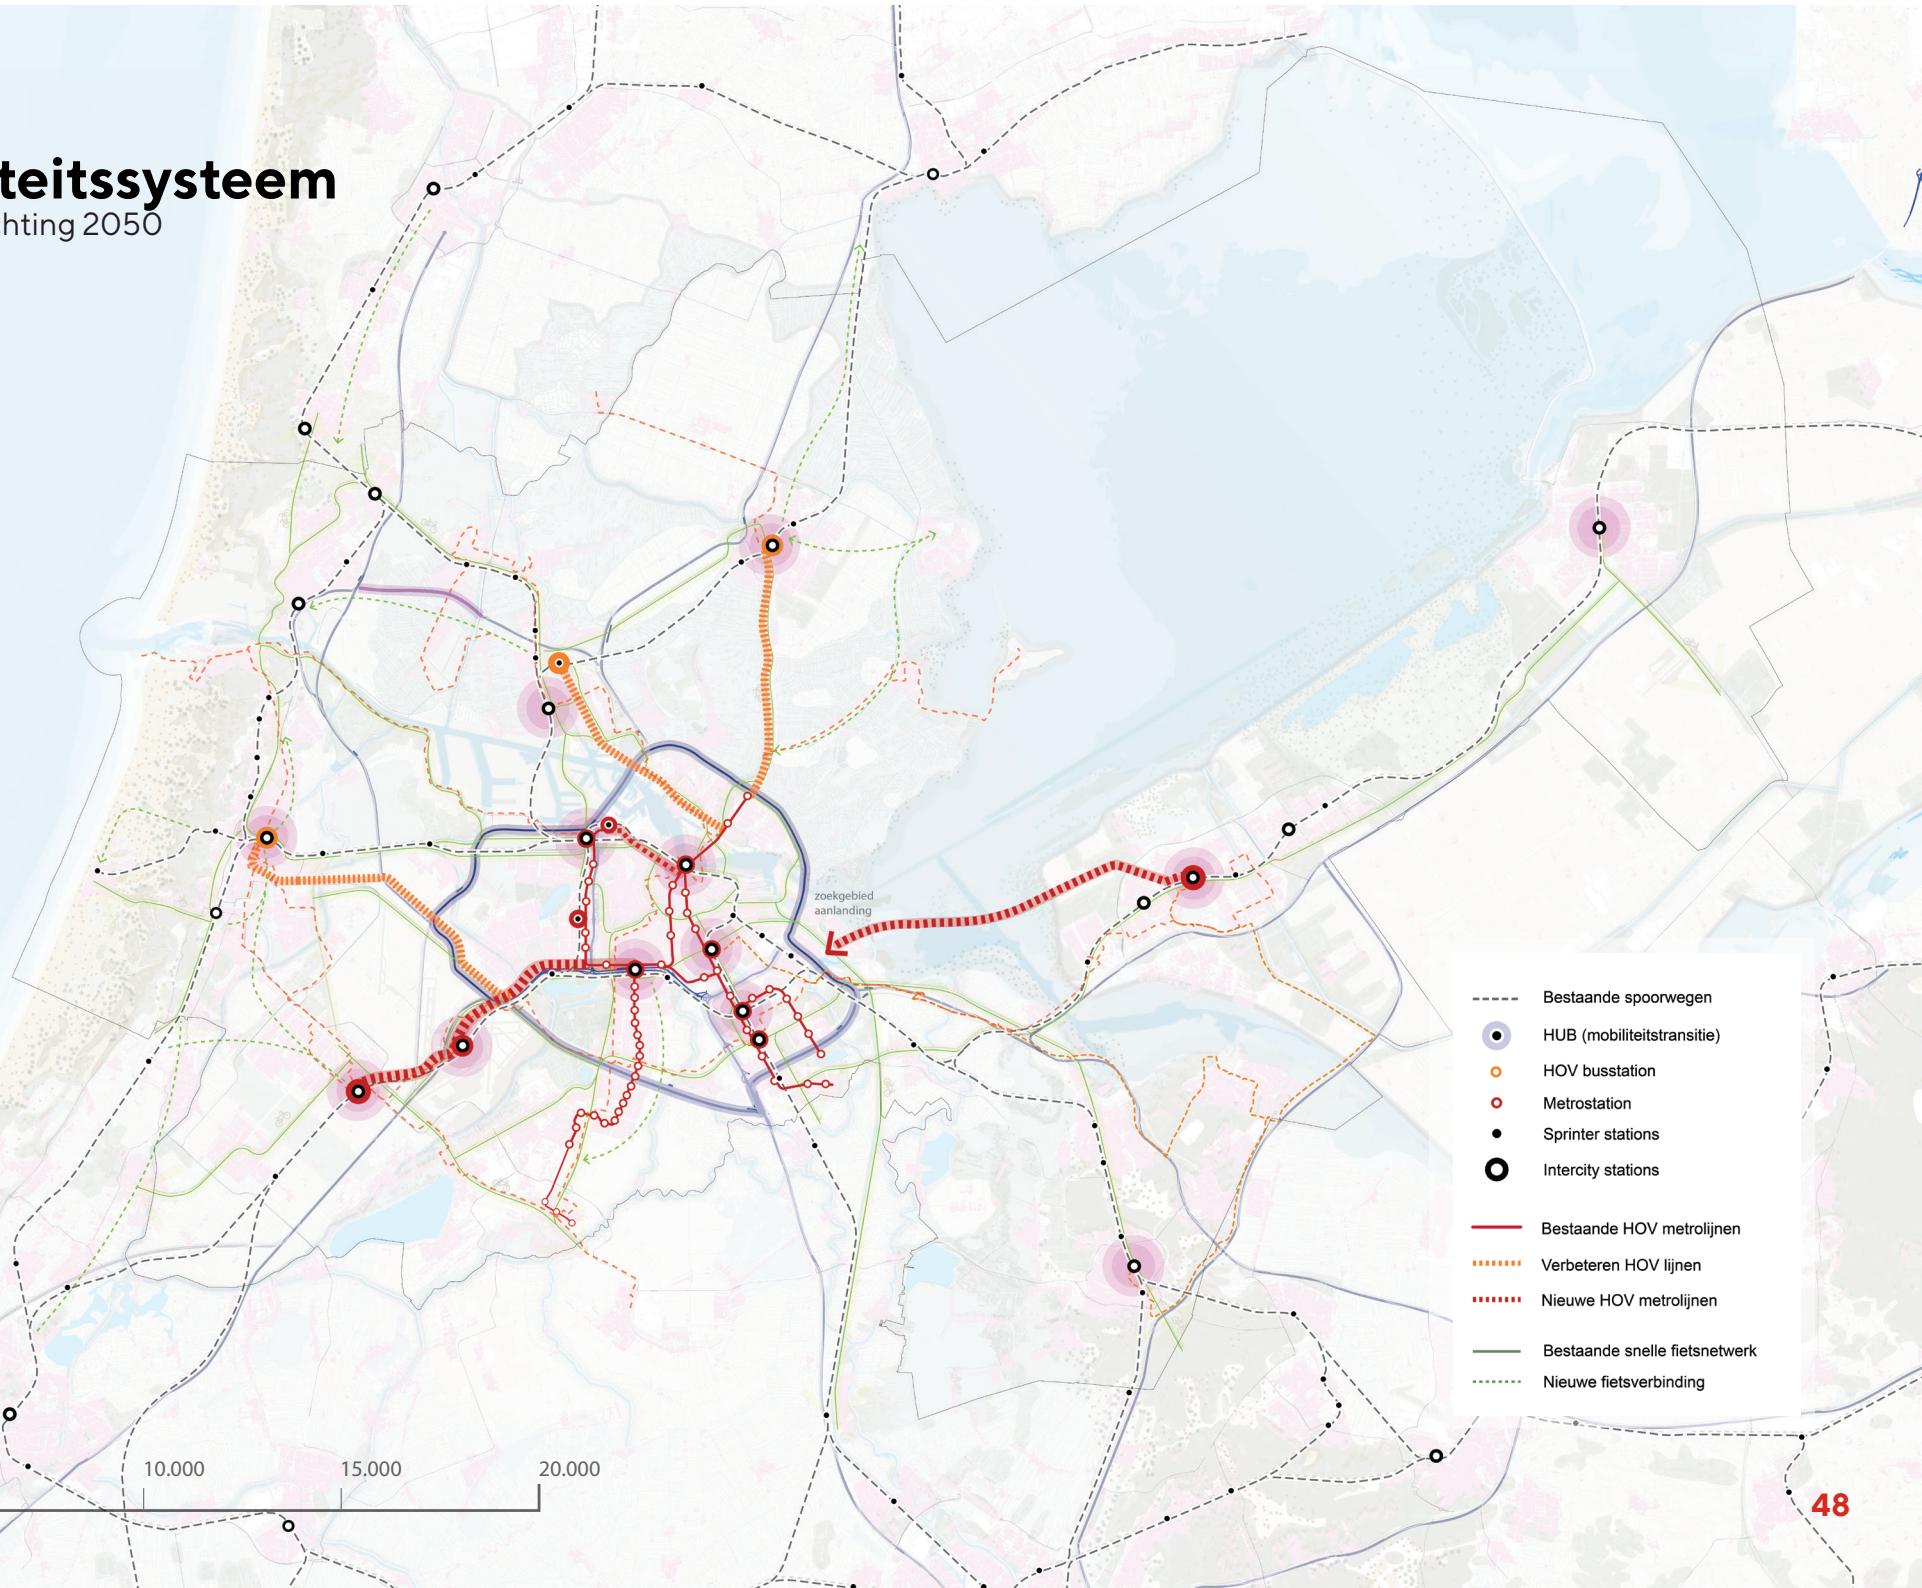 teitssysteem
hting 2050
zoekgebied
aanlanding
Bestaande spoorwegen
HUB (mobiliteitstransitie)
HOV busstation
Metrostation
Sprinter stations
Intercity stations
Bestaande HOV metrolijnen
Verbeteren HOV lijnen
Nieuwe HOV metrolijnen
Bestaande snelle fietsnetwerk
Nieuwe fietsverbinding
10.000
15.000
20.000
48